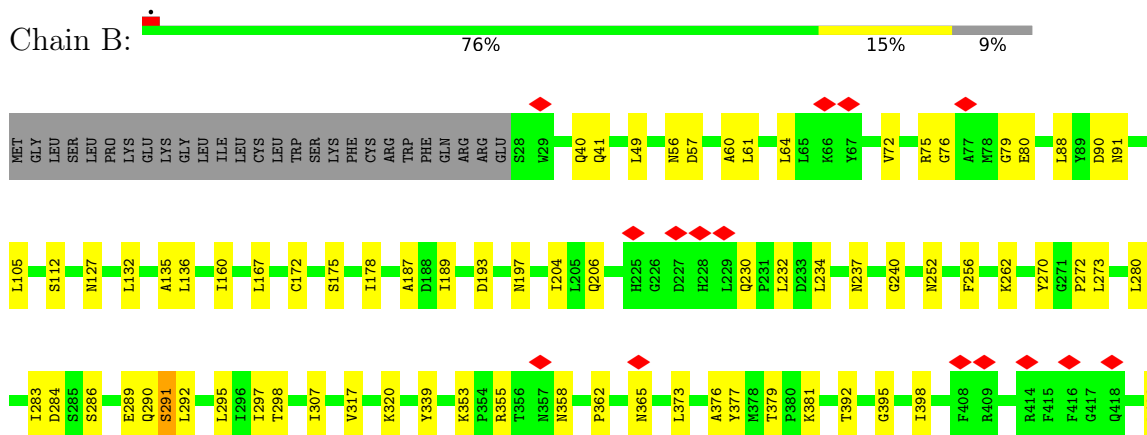 Chain B:
76% 15% 9%
MET GLY LEU SER LEU PRO LYS GLU LYS GLY LEU ILE LEU CYS LEU TRP SER LYS PHE CYS ARG TRP PHE GLN ARG ARG GLU S28 W29 Q40 Q41 L49 N56 D57 A60 L61 L64 L65 K66 Y67 V72 R75 G76 A77 M78 G79 E80 L88 Y89 D90 N91
L105 S112 N127 L132 A135 L136 I160 L167 C172 S175 I178 A187 D188 I189 D193 N197 I204 L205 Q206 H225 G226 D227 H228 L229 Q230 P231 L232 D233 L234 N237 G240 N252 F256 K262 Y270 G271 P272 L273 L280
I283 D284 S285 S286 E289 Q290 S291 L292 L295 I296 I297 T298 I307 V317 K320 Y339 K353 P354 R355 T356 N357 N358 P362 N365 L373 A376 Y377 M378 T379 P380 K381 T392 G395 I398 F408 R409 R414 F415 F416 G417 Q418